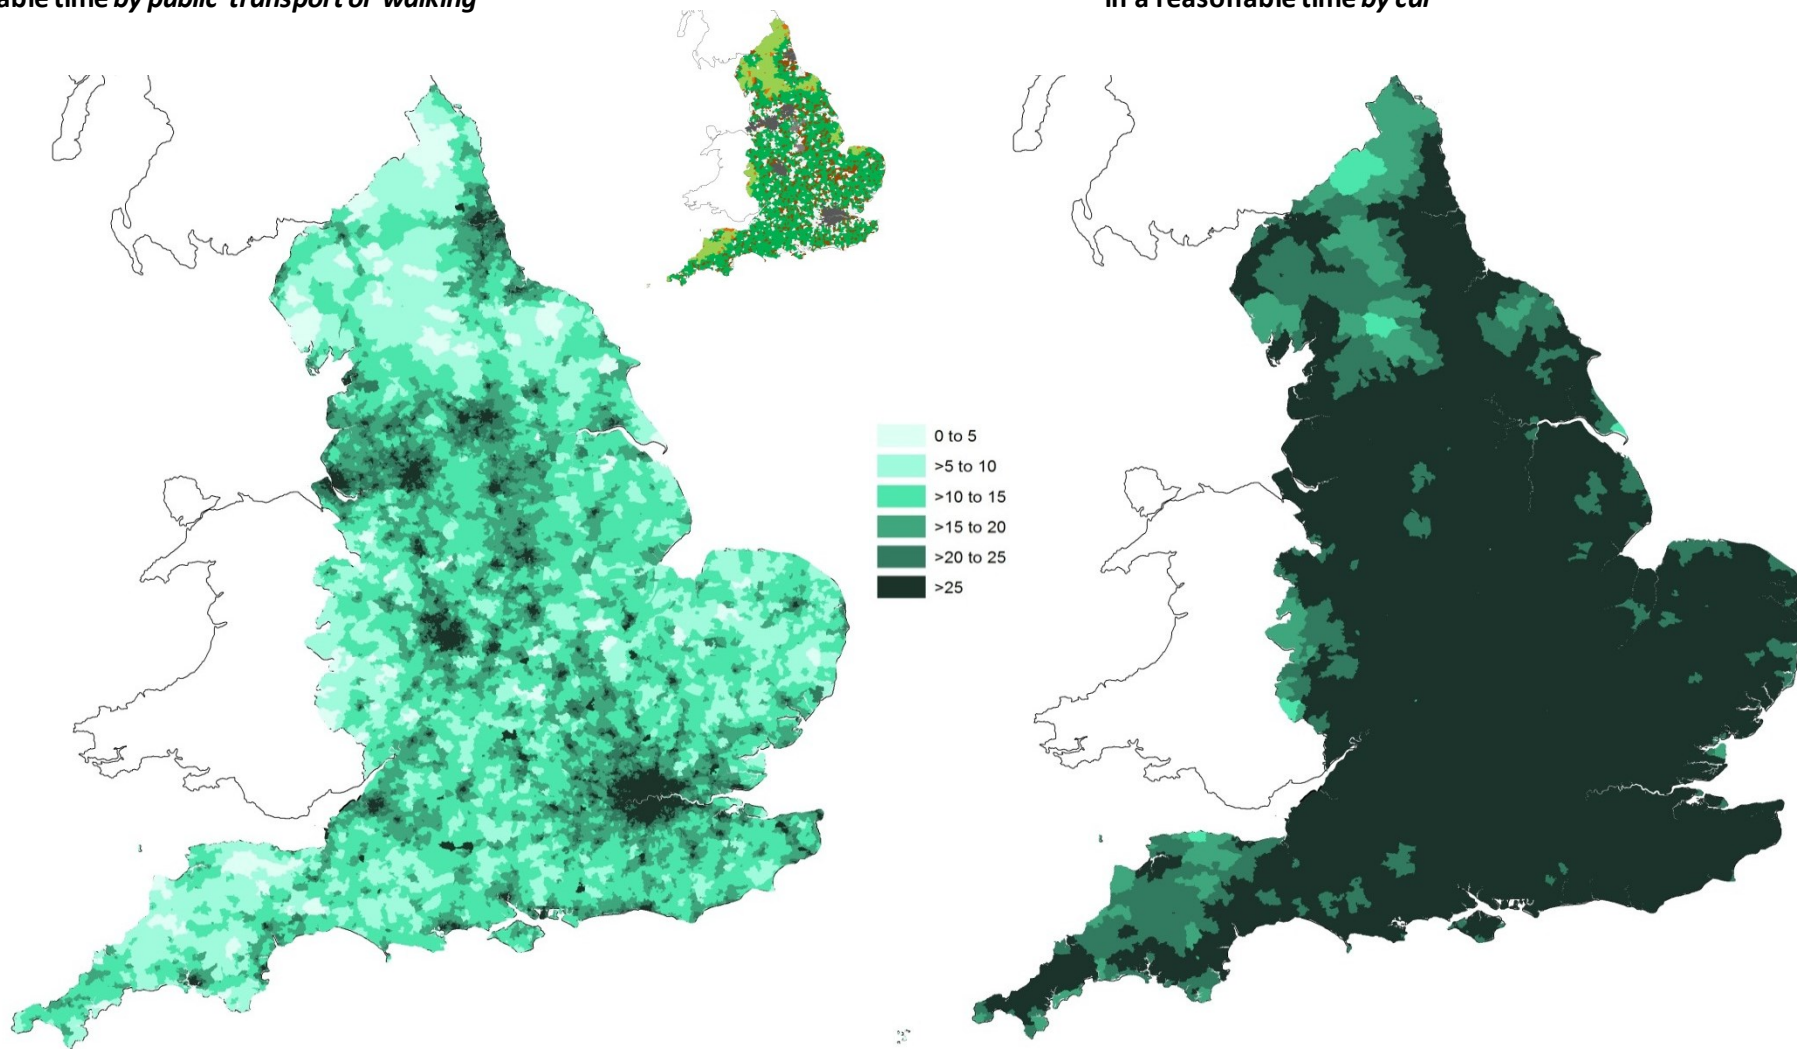 able time by public transport or walking
in a reasonable time by car
0 to 5
>5 to 10
>10 to 15
>15 to 20
>20 to 25
>25